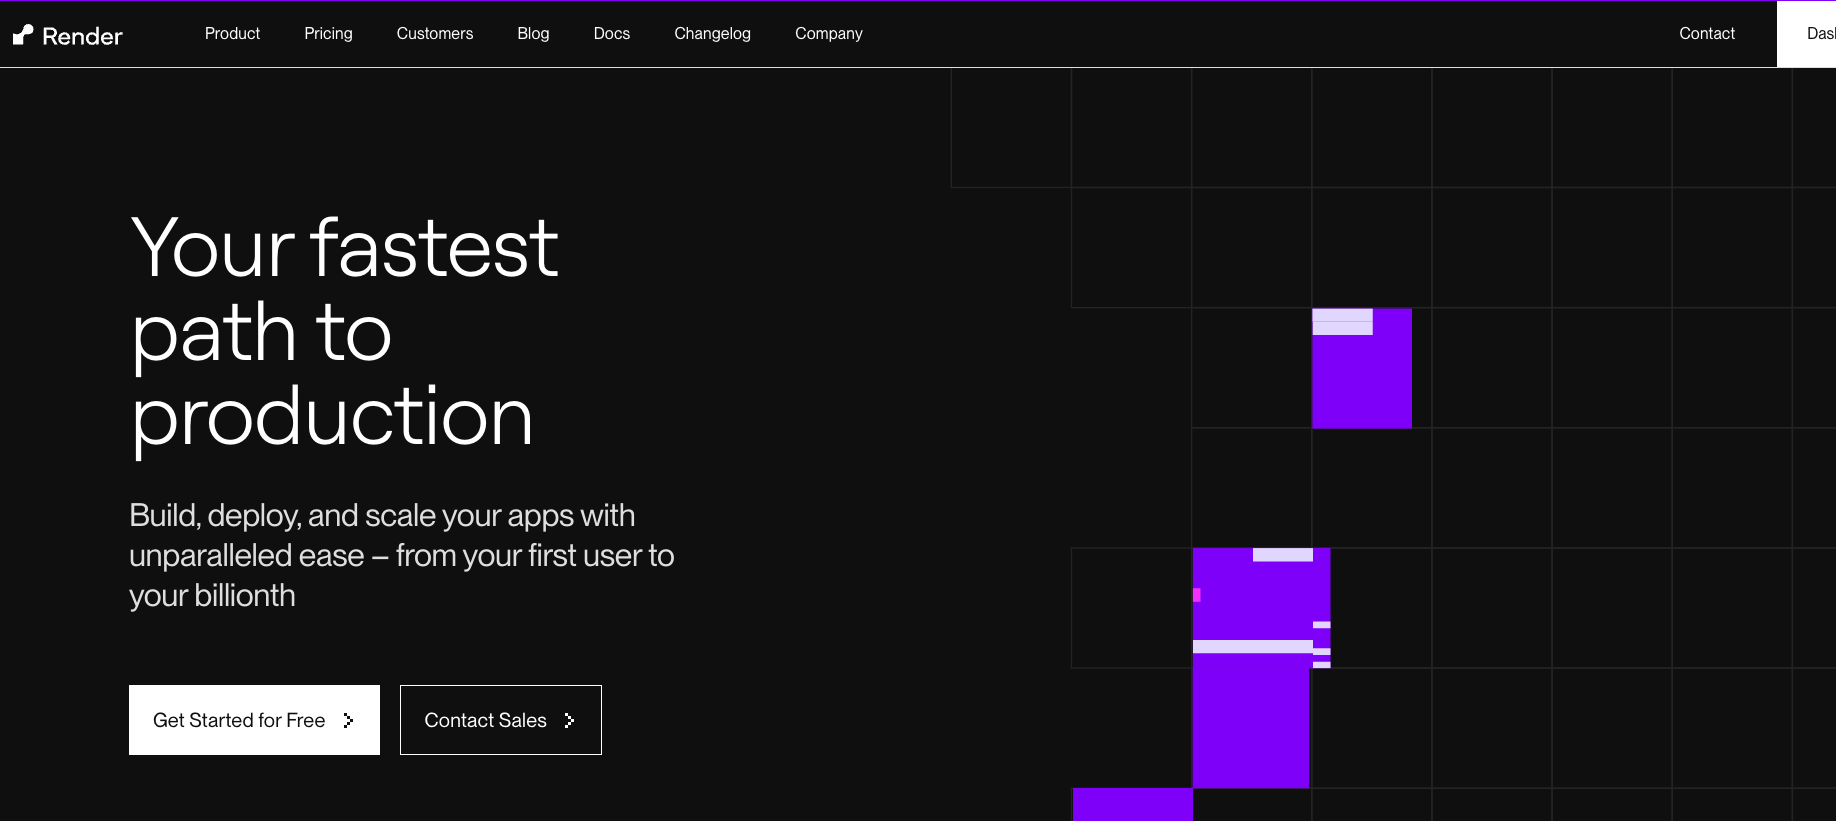 Render
Product
Pricing
Customers
Blog
Docs
Changelog
Company
Contact
Your fastest
path to
production
Build, deploy, and scale your apps with
unparalleled ease – from your first user to
your billionth
Get Started for Free
Contact Sales